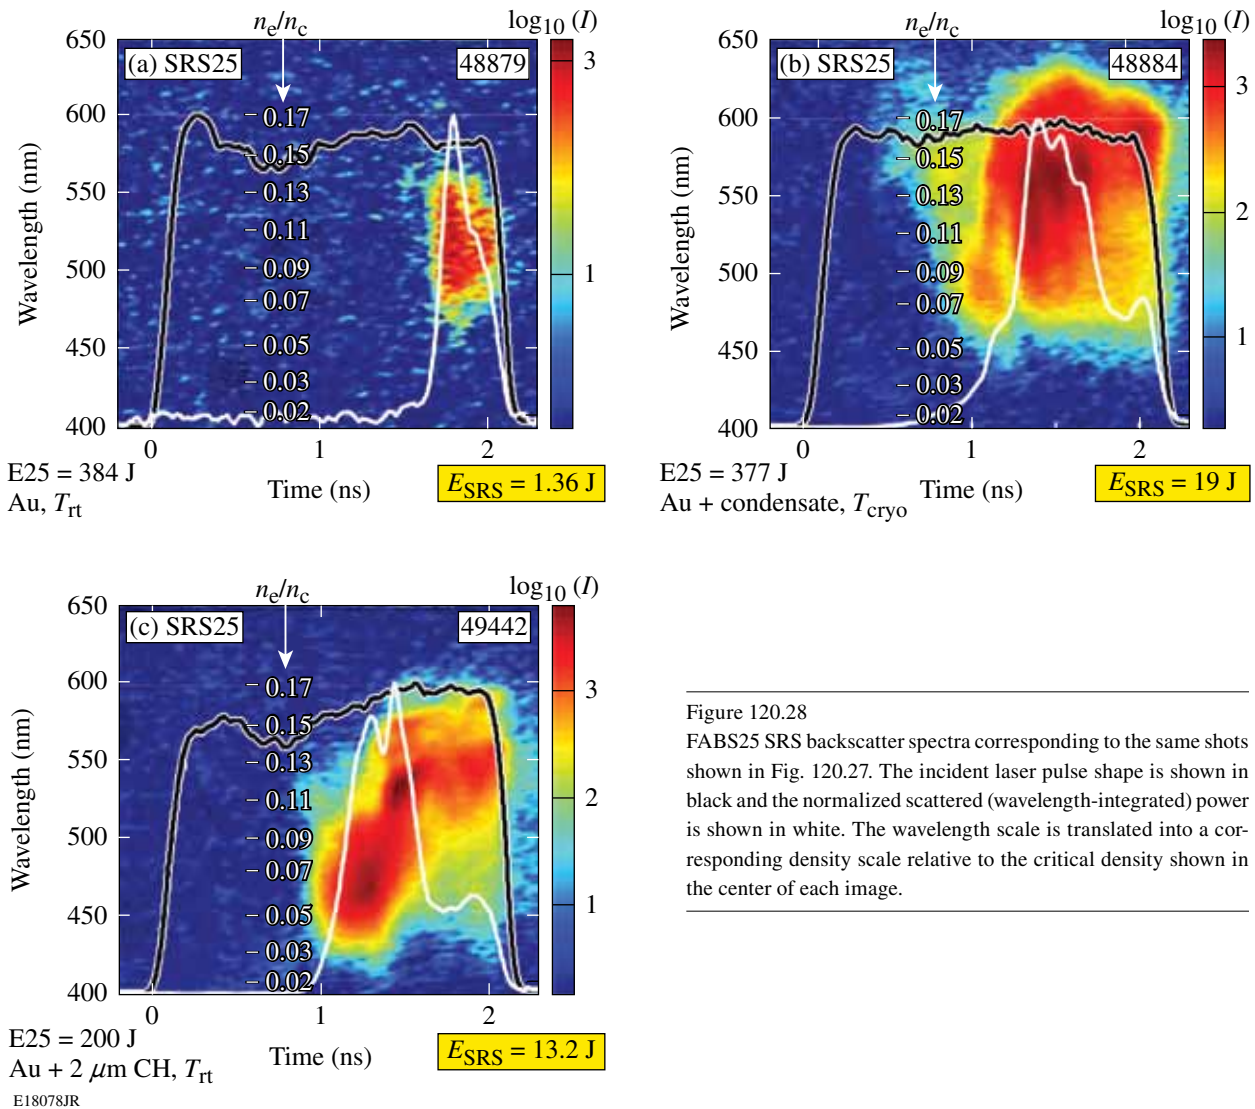 n_e/n_c
log₁₀ (I)
(a) SRS25
48879
650
600
550
500
450
400
Wavelength (nm)
0.17
0.15
0.13
0.11
0.09
0.07
0.05
0.03
0.02
3
1
0 1 2
Time (ns)
E25 = 384 J
Au, T_rt
E_SRS = 1.36 J
n_e/n_c
log₁₀ (I)
(b) SRS25
48884
650
600
550
500
450
400
Wavelength (nm)
0.17
0.15
0.13
0.11
0.09
0.07
0.05
0.03
0.02
3
2
1
0 1 2
Time (ns)
E25 = 377 J
Au + condensate, T_cryo
E_SRS = 19 J
n_e/n_c
log₁₀ (I)
(c) SRS25
49442
650
600
550
500
450
400
Wavelength (nm)
0.17
0.15
0.13
0.11
0.09
0.07
0.05
0.03
0.02
3
2
1
0 1 2
Time (ns)
E25 = 200 J
Au + 2 μm CH, T_rt
E_SRS = 13.2 J
E18078JR
Figure 120.28
FABS25 SRS backscatter spectra corresponding to the same shots
shown in Fig. 120.27. The incident laser pulse shape is shown in
black and the normalized scattered (wavelength-integrated) power
is shown in white. The wavelength scale is translated into a cor-
responding density scale relative to the critical density shown in
the center of each image.